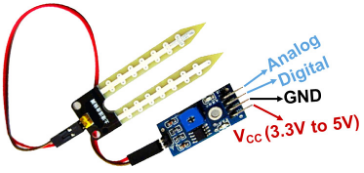 Analog
Digital
GND
Vcc (3.3V to 5V)